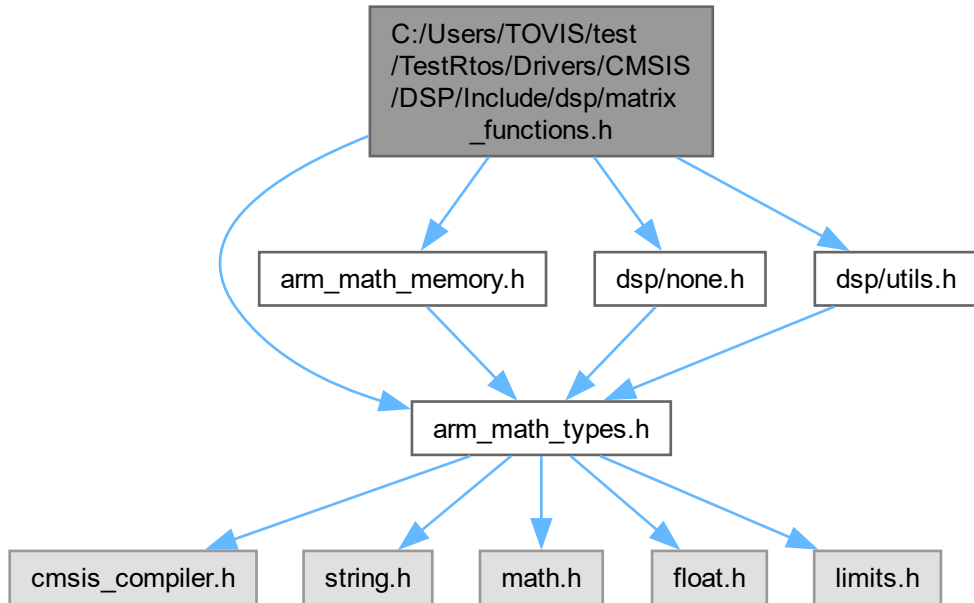 C:/Users/TOVIS/test
/TestRtos/Drivers/CMSIS
/DSP/Include/dsp/matrix
_functions.h
arm_math_memory.h
dsp/none.h
dsp/utils.h
arm_math_types.h
cmsis_compiler.h
string.h
math.h
float.h
limits.h